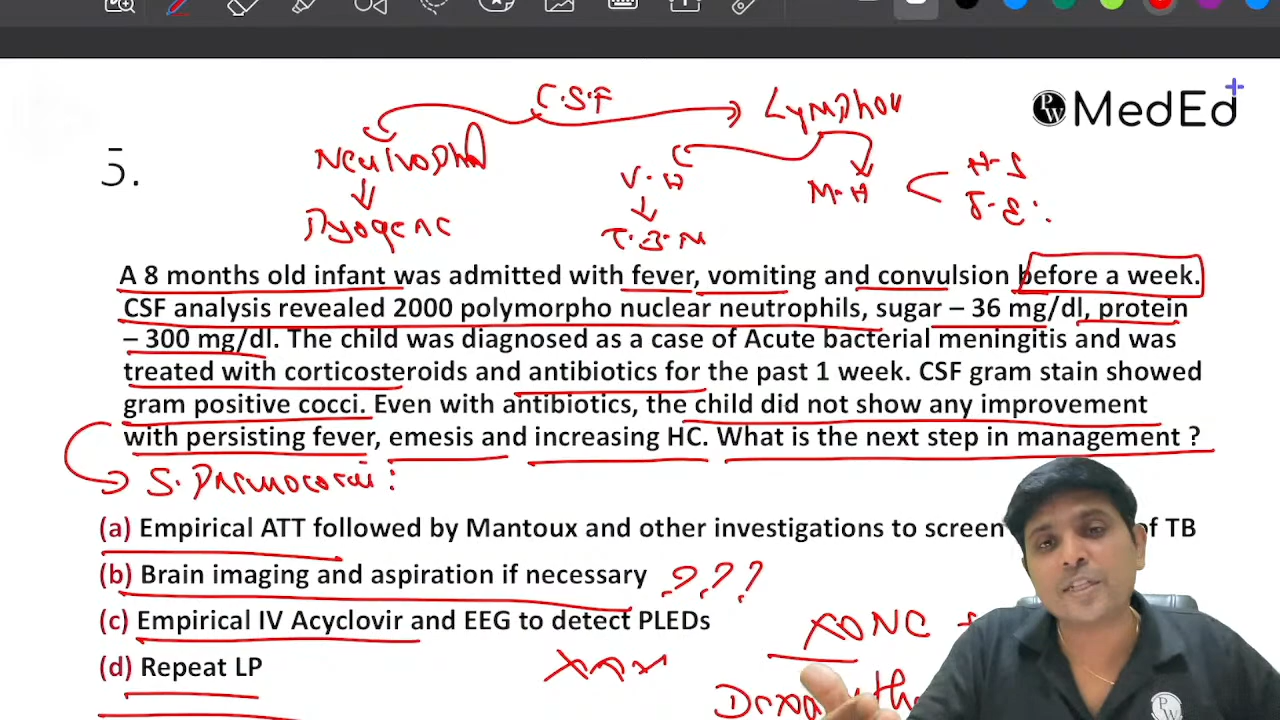 C.S.F
Lymphou
PW MedEd
Neutrophil
5.
V.H
M.A
H-S
J.E:
Pyogenc
T.B.M
A 8 months old infant was admitted with fever, vomiting and convulsion before a week.
CSF analysis revealed 2000 polymorpho nuclear neutrophils, sugar – 36 mg/dl, protein
– 300 mg/dl. The child was diagnosed as a case of Acute bacterial meningitis and was
treated with corticosteroids and antibiotics for the past 1 week. CSF gram stain showed
gram positive cocci. Even with antibiotics, the child did not show any improvement
with persisting fever, emesis and increasing HC. What is the next step in management ?
(a) Empirical ATT followed by Mantoux and other investigations to screen of TB
(b) Brain imaging and aspiration if necessary ???
(c) Empirical IV Acyclovir and EEG to detect PLEDs
(d) Repeat LP
PW